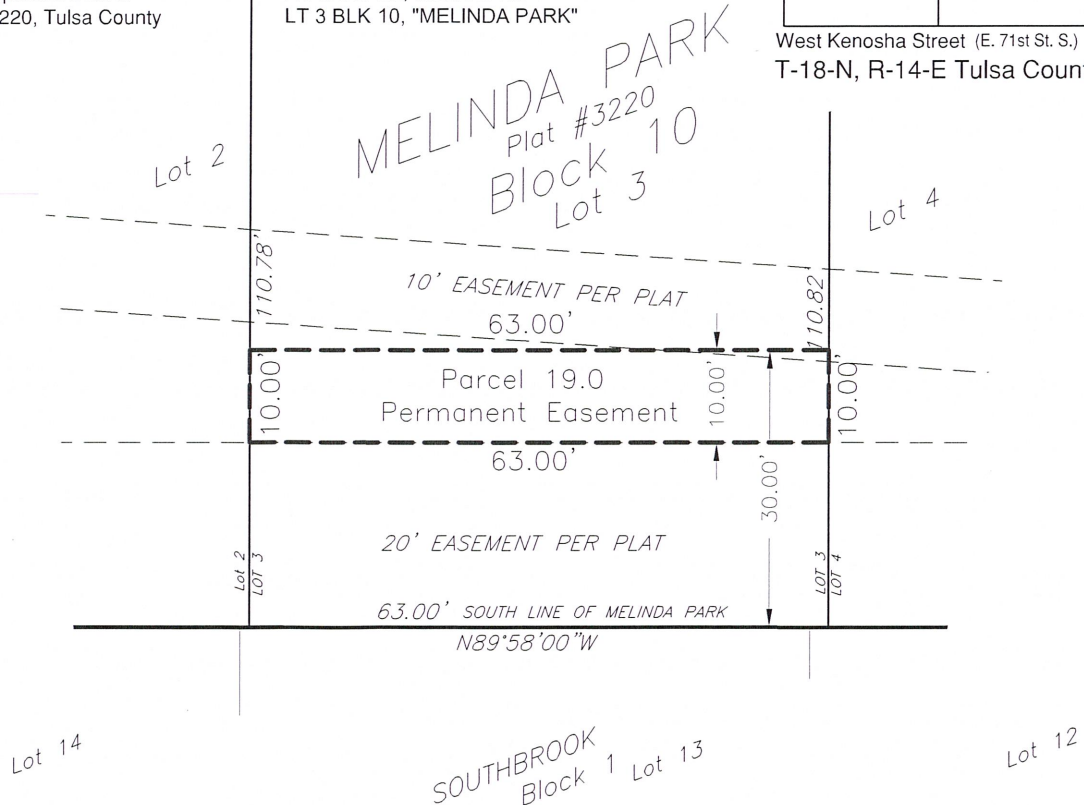 220, Tulsa County
LT 3 BLK 10, "MELINDA PARK"
West Kenosha Street (E. 71st St. S.)
T-18-N, R-14-E Tulsa Count
MELINDA PARK
Plat #3220
Block 10
Lot 3
Lot 2
Lot 4
110.78'
10' EASEMENT PER PLAT
110.82'
63.00'
10.00'
Parcel 19.0
Permanent Easement
10.00'
10.00'
63.00'
30.00'
20' EASEMENT PER PLAT
Lot 2
LOT 3
LOT 3
LOT 4
63.00' SOUTH LINE OF MELINDA PARK
N89°58'00"W
Lot 14
SOUTHBROOK
Block 1 Lot 13
Lot 12